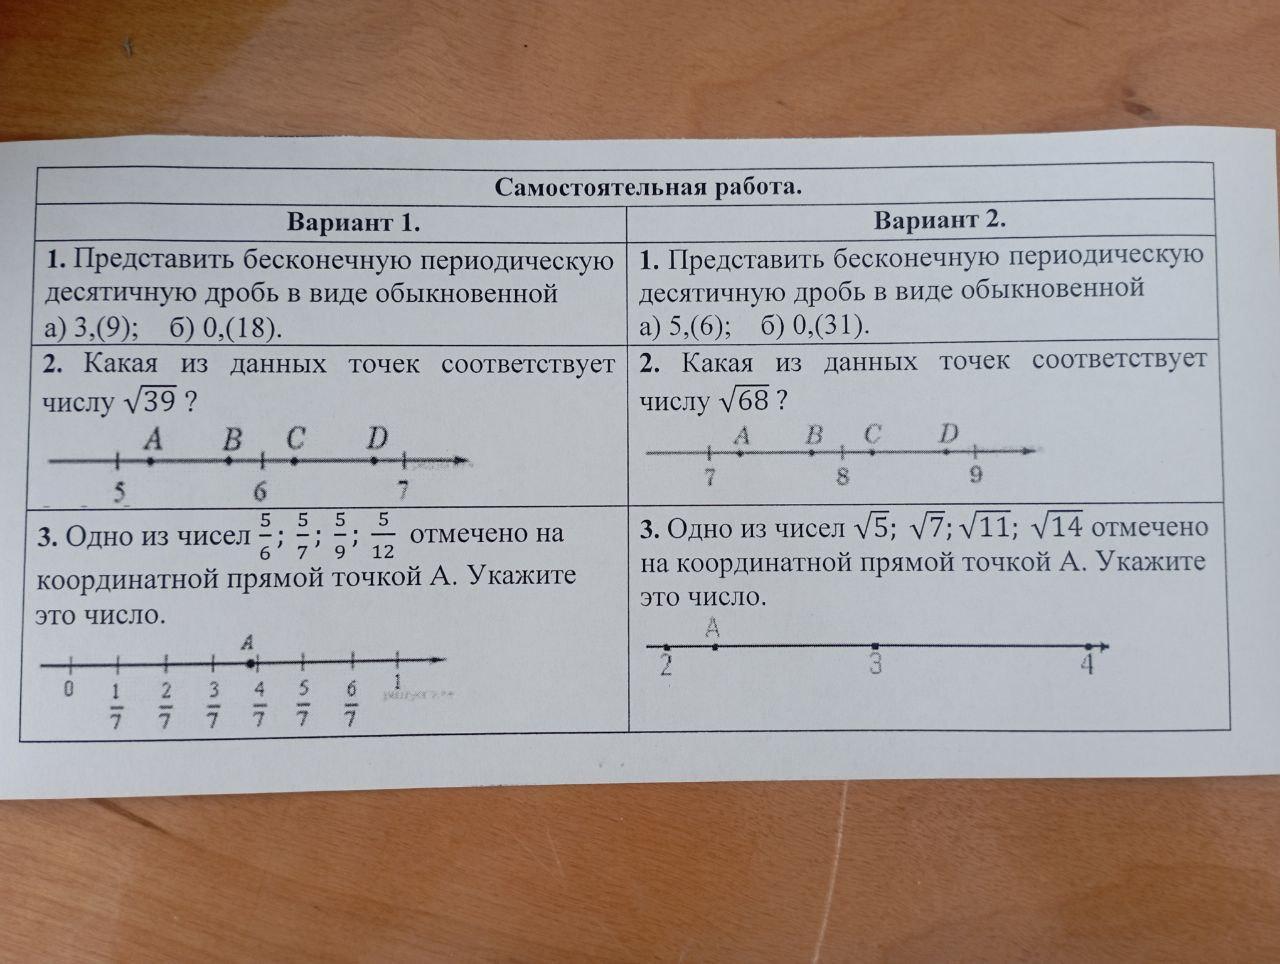 Самостоятельная работа.
Вариант 1.
1. Представить бесконечную периодическую
десятичную дробь в виде обыкновенной
а) 3,(9); б) 0,(18).
2. Какая из данных точек соответствует
числу √39 ?
A B C D
5 6 7
3. Одно из чисел 5/6; 5/7; 5/9; 5/12 отмечено на
координатной прямой точкой А. Укажите
это число.
A
0 1/7 2/7 3/7 4/7 5/7 6/7 1
Вариант 2.
1. Представить бесконечную периодическую
десятичную дробь в виде обыкновенной
а) 5,(6); б) 0,(31).
2. Какая из данных точек соответствует
числу √68 ?
A B C D
7 8 9
3. Одно из чисел √5; √7; √11; √14 отмечено
на координатной прямой точкой А. Укажите
это число.
A
2 3 4